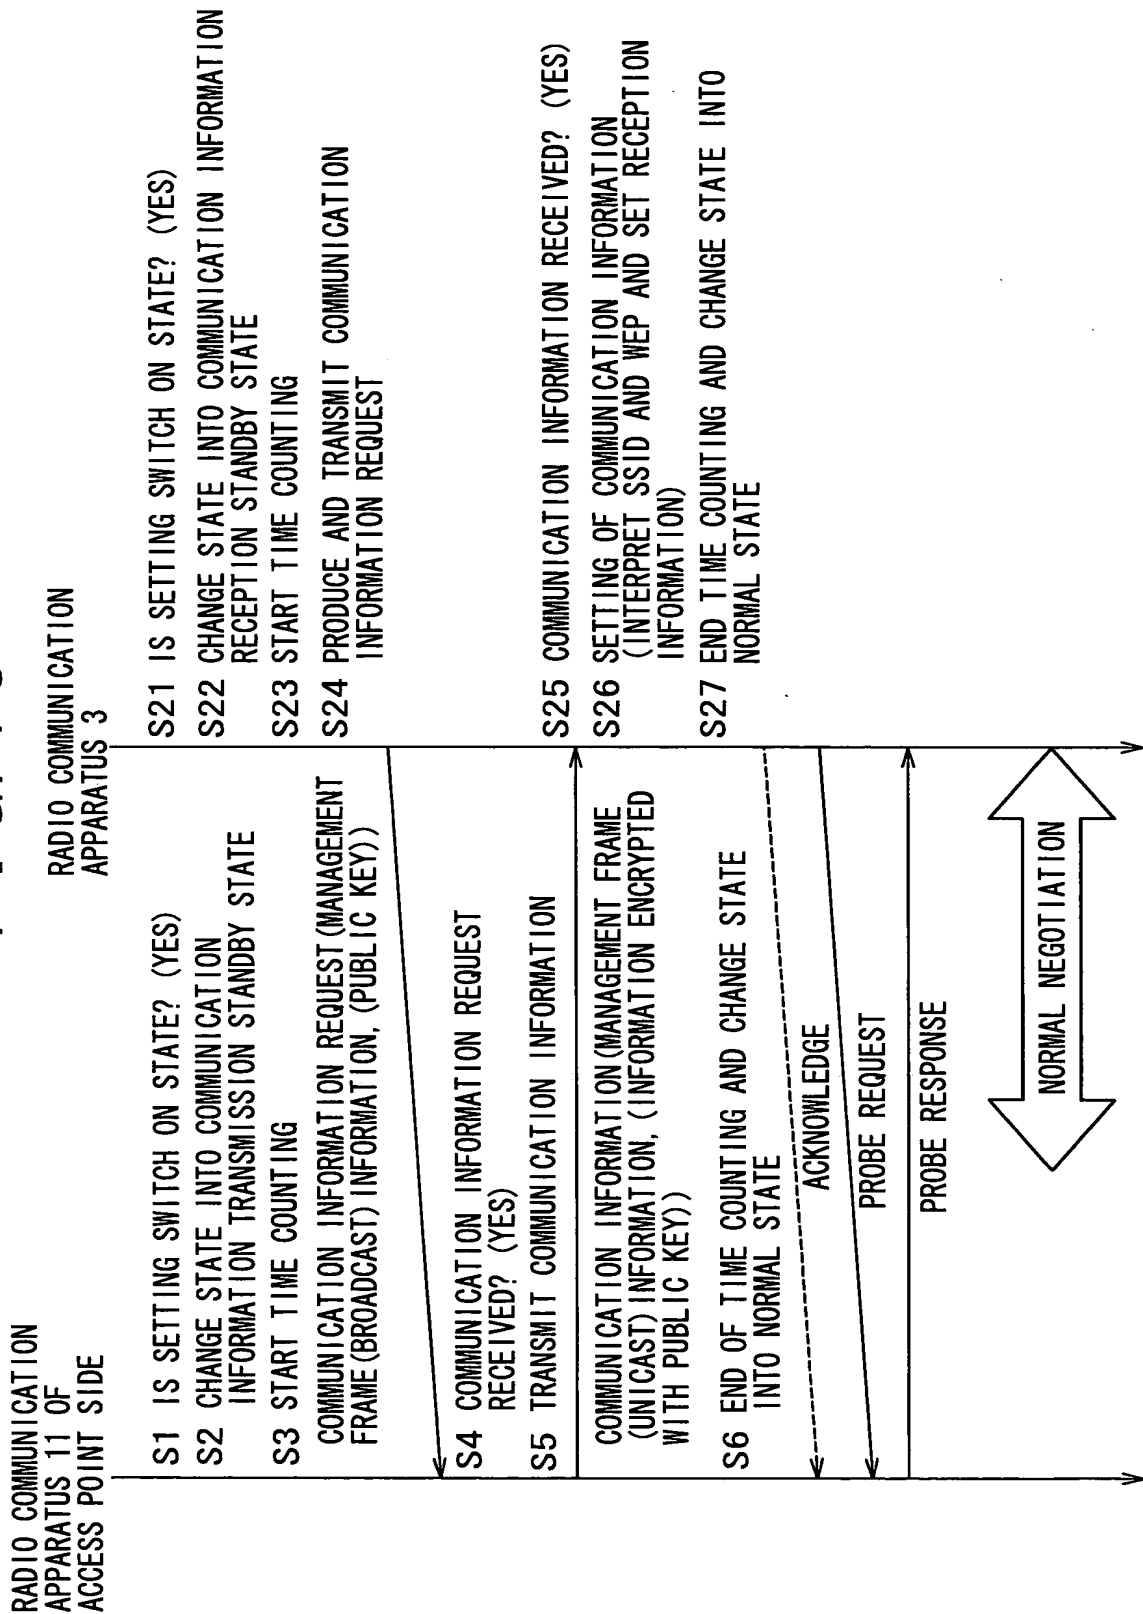 RADIO COMMUNICATION
APPARATUS 11 OF
ACCESS POINT SIDE
RADIO COMMUNICATION
APPARATUS 3
S1 IS SETTING SWITCH ON STATE? (YES)
S2 CHANGE STATE INTO COMMUNICATION
INFORMATION TRANSMISSION STANDBY STATE
S3 START TIME COUNTING
S21 IS SETTING SWITCH ON STATE? (YES)
S22 CHANGE STATE INTO COMMUNICATION INFORMATION
RECEPTION STANDBY STATE
S23 START TIME COUNTING
S24 PRODUCE AND TRANSMIT COMMUNICATION
INFORMATION REQUEST
COMMUNICATION INFORMATION REQUEST(MANAGEMENT
FRAME(BROADCAST)INFORMATION, (PUBLIC KEY))
S4 COMMUNICATION INFORMATION REQUEST
RECEIVED? (YES)
S5 TRANSMIT COMMUNICATION INFORMATION
COMMUNICATION INFORMATION(MANAGEMENT FRAME
(UNICAST)INFORMATION, (INFORMATION ENCRYPTED
WITH PUBLIC KEY))
S25 COMMUNICATION INFORMATION RECEIVED? (YES)
S26 SETTING OF COMMUNICATION INFORMATION
(INTERPRET SSID AND WEP AND SET RECEPTION
INFORMATION)
S27 END TIME COUNTING AND CHANGE STATE INTO
NORMAL STATE
S6 END OF TIME COUNTING AND CHANGE STATE
INTO NORMAL STATE
ACKNOWLEDGE
PROBE REQUEST
PROBE RESPONSE
NORMAL NEGOTIATION